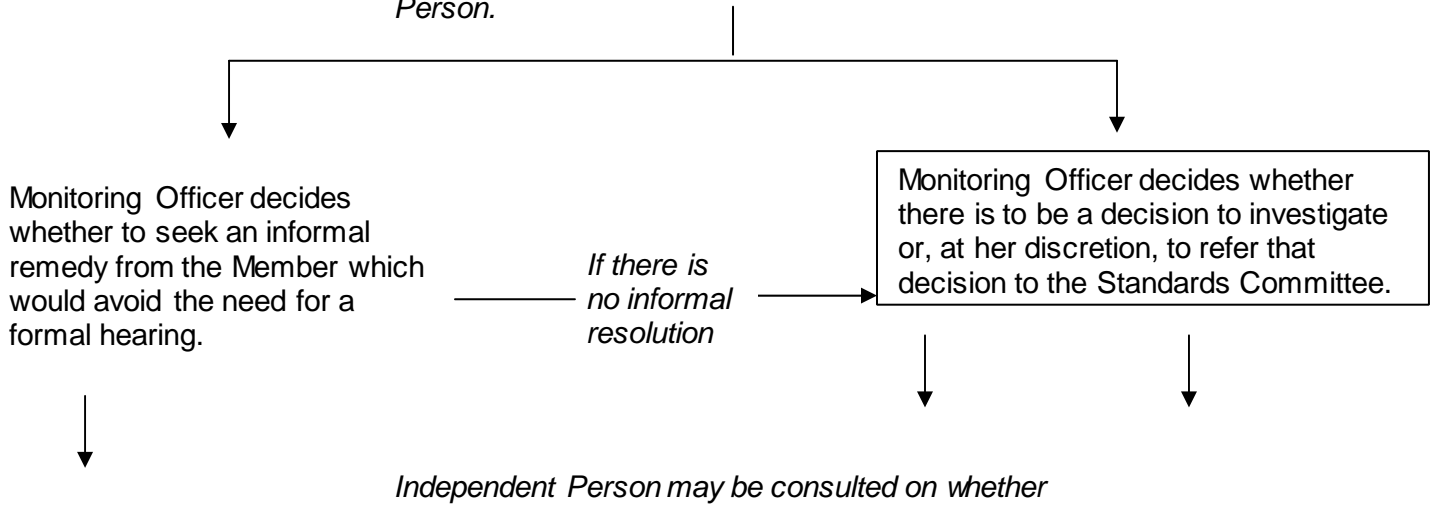 Person.
Monitoring Officer decides
whether to seek an informal
remedy from the Member which
would avoid the need for a
formal hearing.
If there is
no informal
resolution
Monitoring Officer decides whether
there is to be a decision to investigate
or, at her discretion, to refer that
decision to the Standards Committee.
Independent Person may be consulted on whether